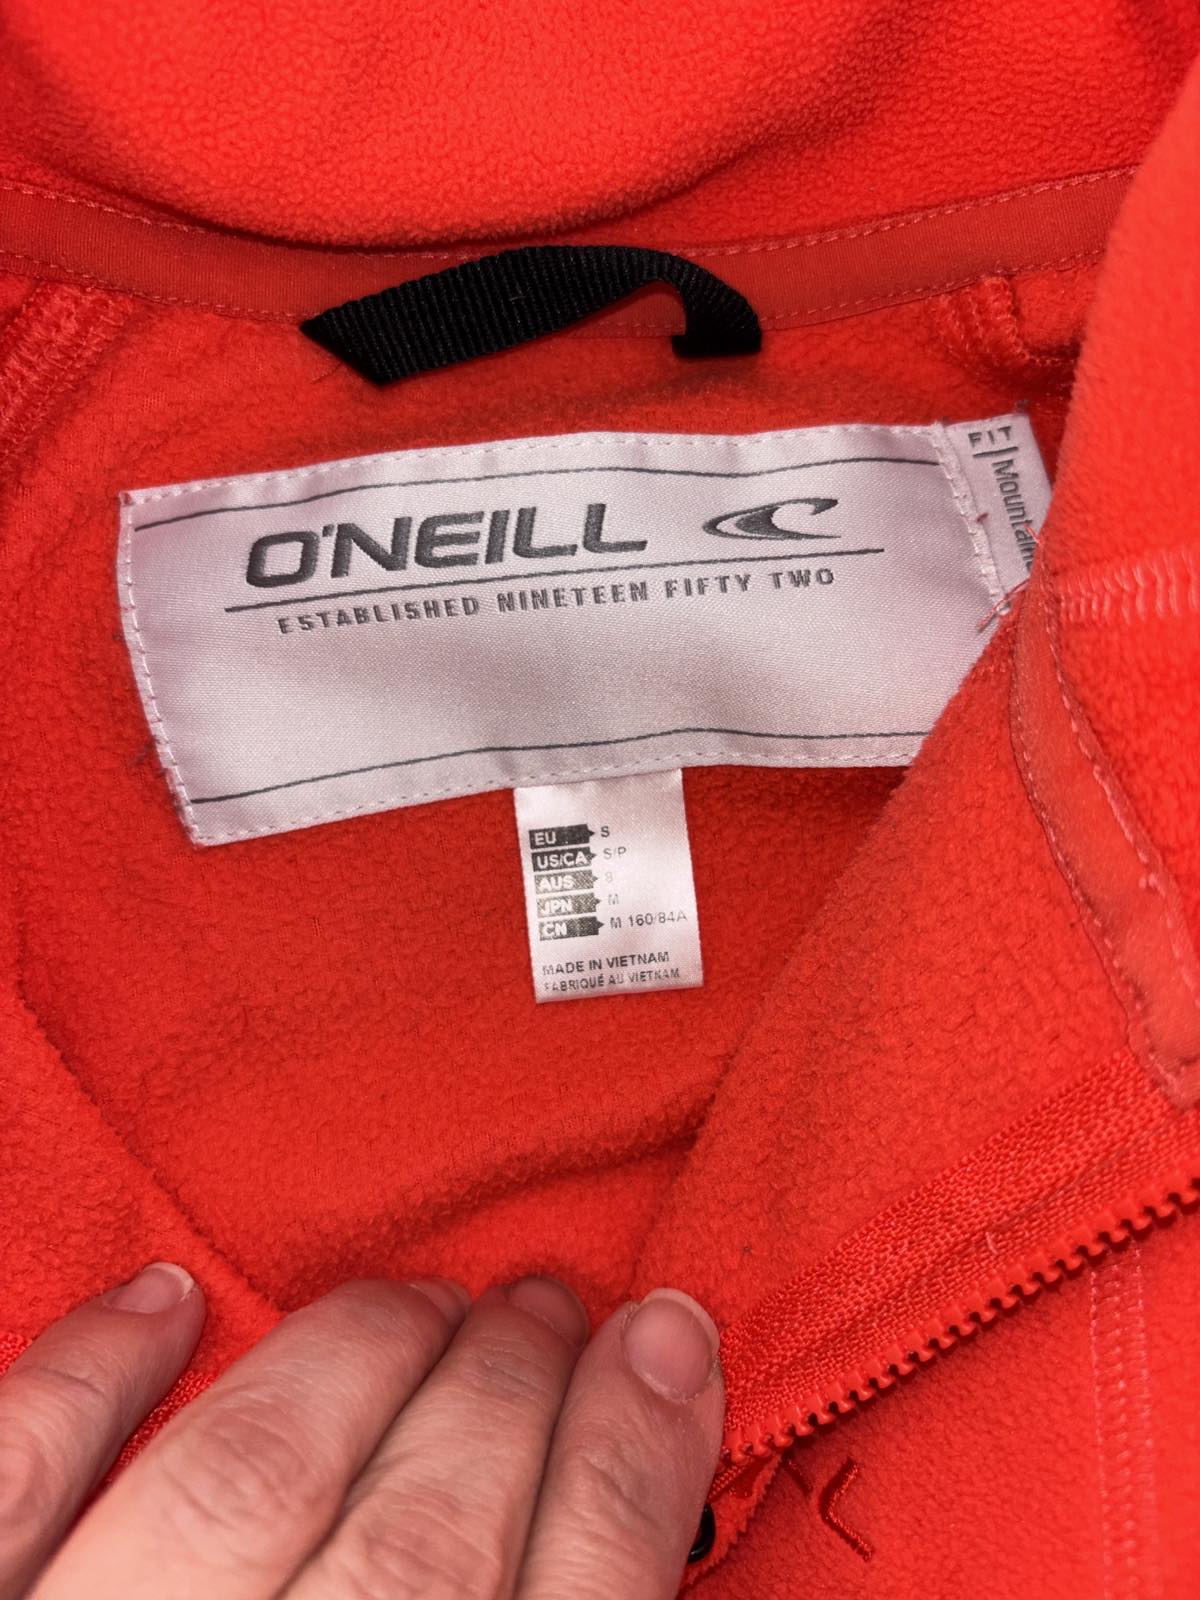 O'NEILL
ESTABLISHED NINETEEN FIFTY TWO
FIT
EU S
US/CA S/P
AUS 8
JPN M
CN M 160/84A
MADE IN VIETNAM
FABRIQUÉ AU VIETNAM